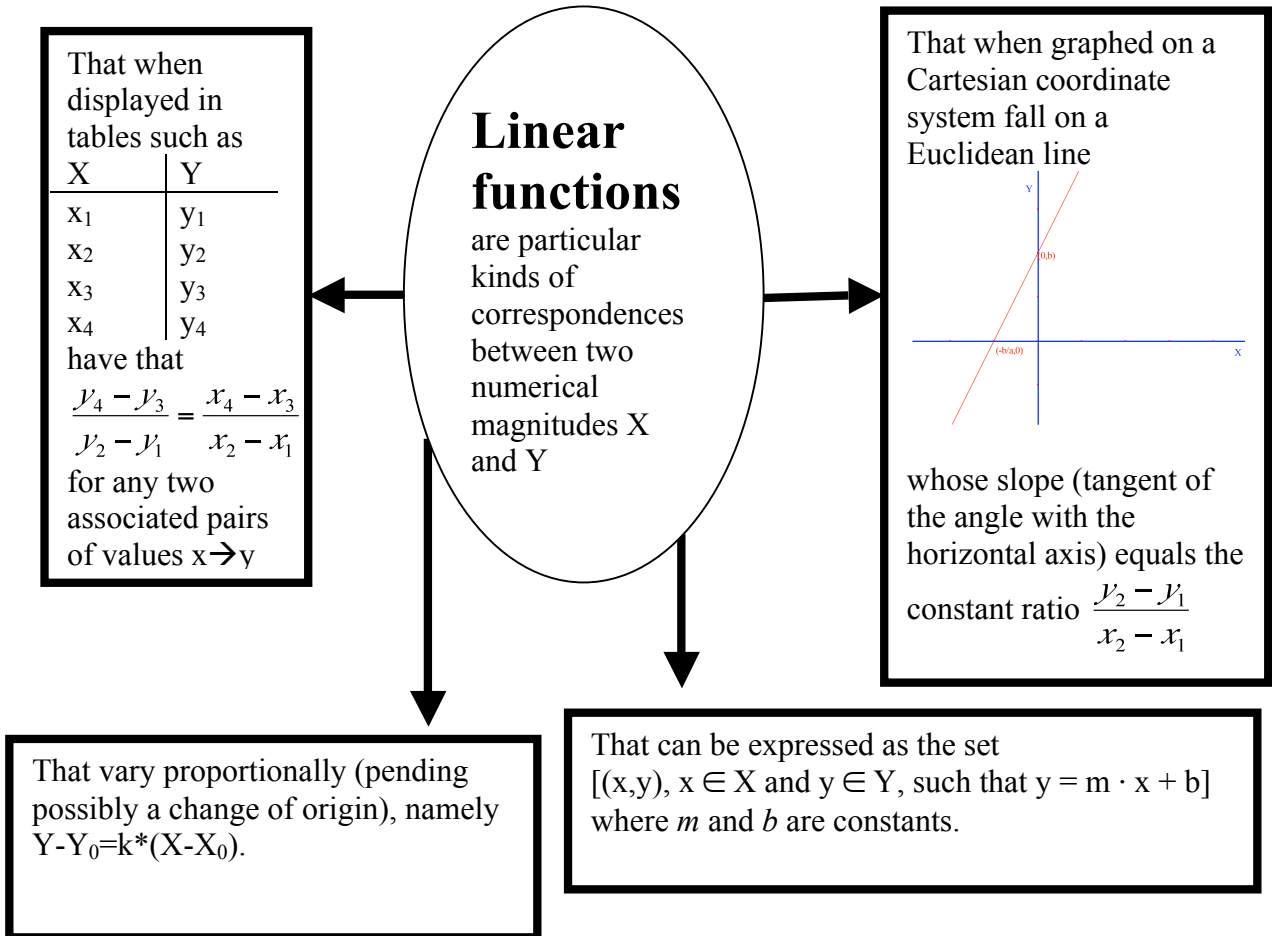 That when
displayed in
tables such as
X Y
x₁ y₁
x₂ y₂
x₃ y₃
x₄ y₄
have that
(y₄ − y₃)/(y₂ − y₁) = (x₄ − x₃)/(x₂ − x₁)
for any two
associated pairs
of values x→y
Linear
functions
are particular
kinds of
correspondences
between two
numerical
magnitudes X
and Y
That when graphed on a
Cartesian coordinate
system fall on a
Euclidean line
Y
(0,b)
(-b/a,0)
X
whose slope (tangent of
the angle with the
horizontal axis) equals the
constant ratio (y₂ − y₁)/(x₂ − x₁)
That vary proportionally (pending
possibly a change of origin), namely
Y-Y₀=k*(X-X₀).
That can be expressed as the set
[(x,y), x ∈ X and y ∈ Y, such that y = m · x + b]
where m and b are constants.